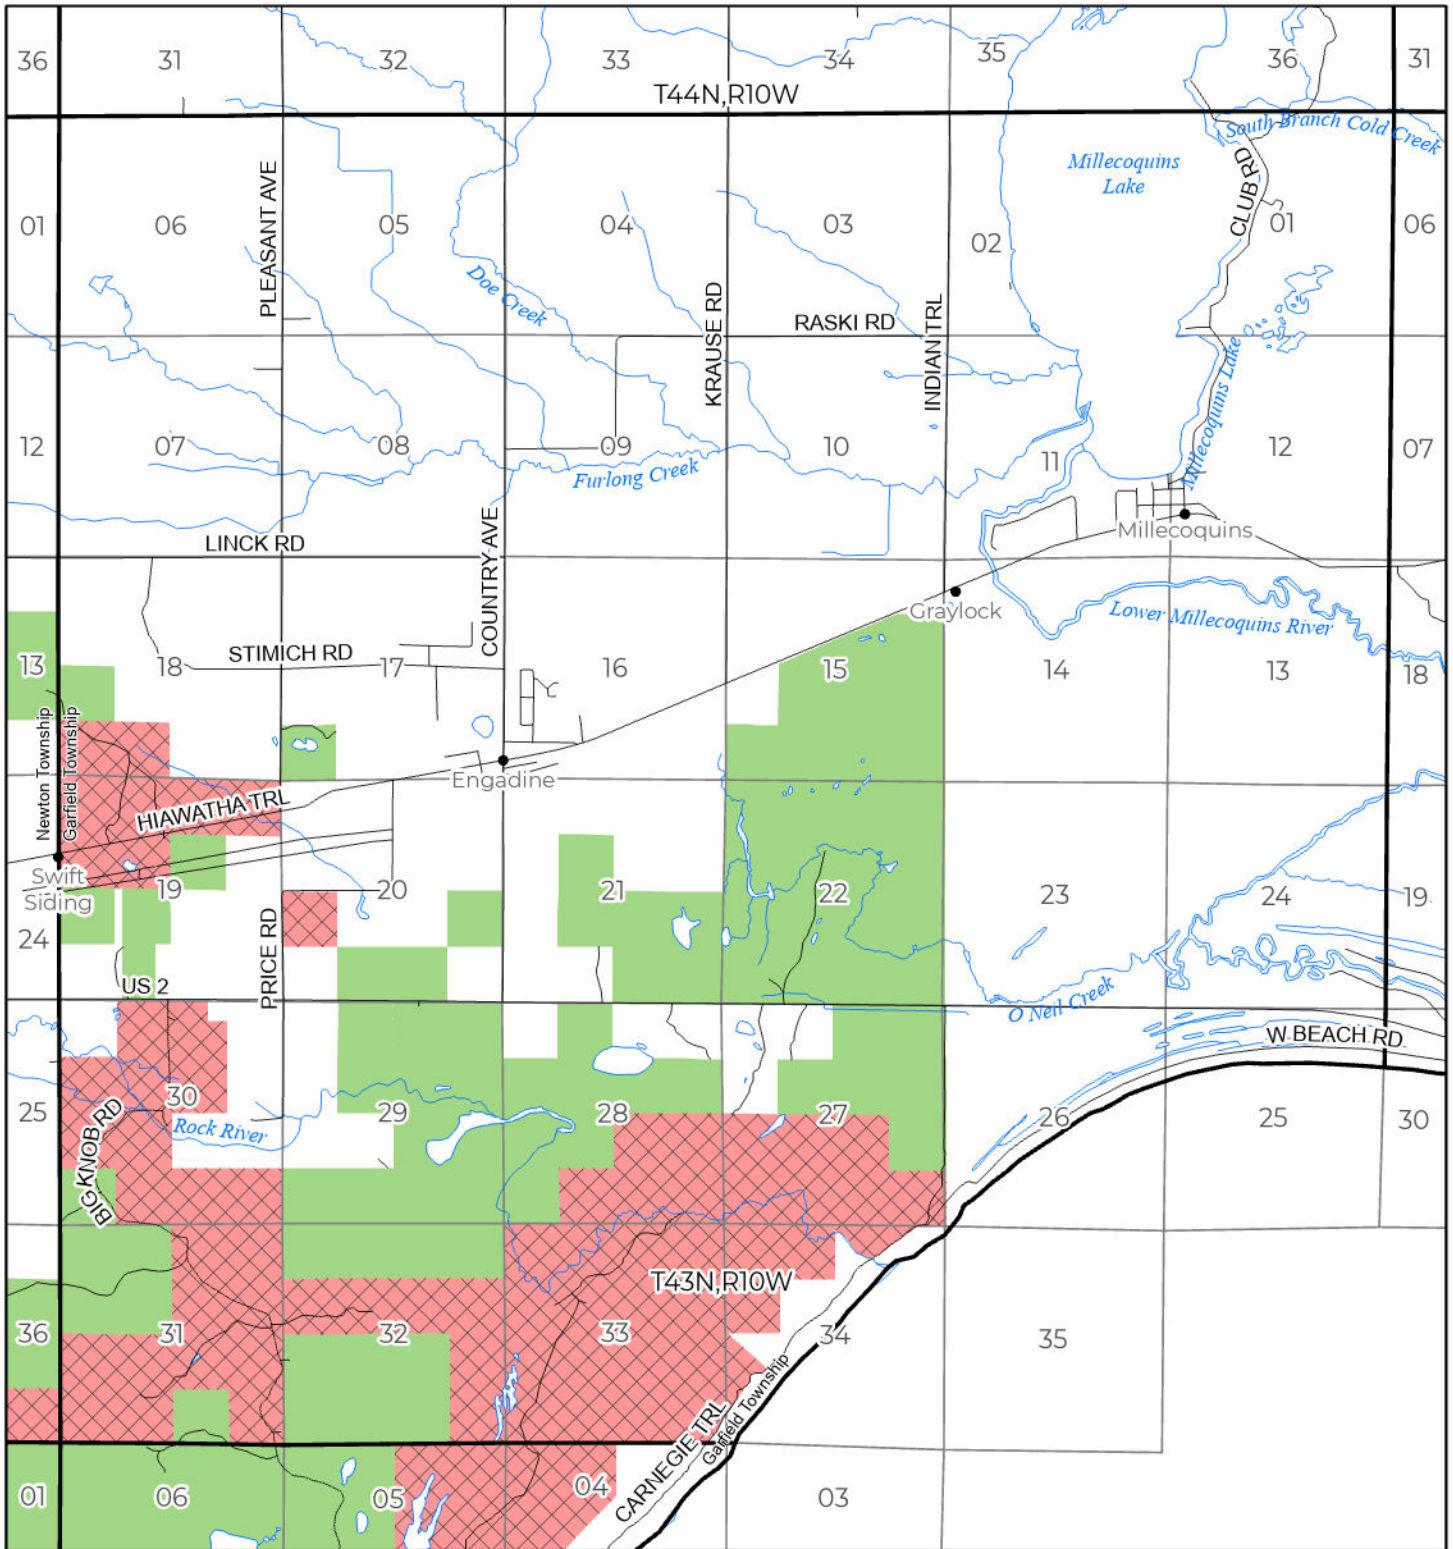 36 31 32 33 34 35 36 31
T44N,R10W
South Branch Cold Creek
Millecoquins
Lake
CLUB RD
PLEASANT AVE
01 06 05 04 03 02 01 06
Doe Creek
KRAUSE RD
RASKI RD
INDIAN TRL
Millecoquins Lake
12 07 08 09 10 11 12 07
Furlong Creek
Millecoquins
LINCK RD
COUNTRY AVE
Graylock
Lower Millecoquins River
STIMICH RD
13 18 17 16 15 14 13 18
Newton Township
Garfield Township
Engadine
HIAWATHA TRL
Swift
Siding
24 19 20 21 22 23 24 19
PRICE RD
US 2
O Neil Creek
W BEACH RD
25 30 29 28 27 26 25 30
Rock River
BIG KNOB RD
T43N,R10W
36 31 32 33 34 35
CARNEGIE TRL
Garfield Township
01 06 05 04 03